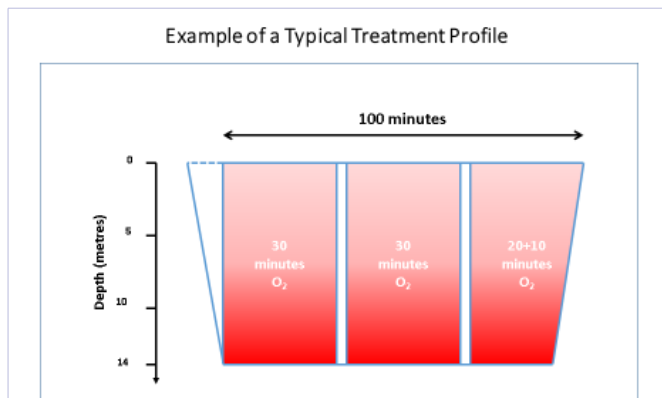 Example of a Typical Treatment Profile
100 minutes
0
5
10
14
Depth (metres)
30
minutes
O₂
30
minutes
O₂
20+10
minutes
O₂